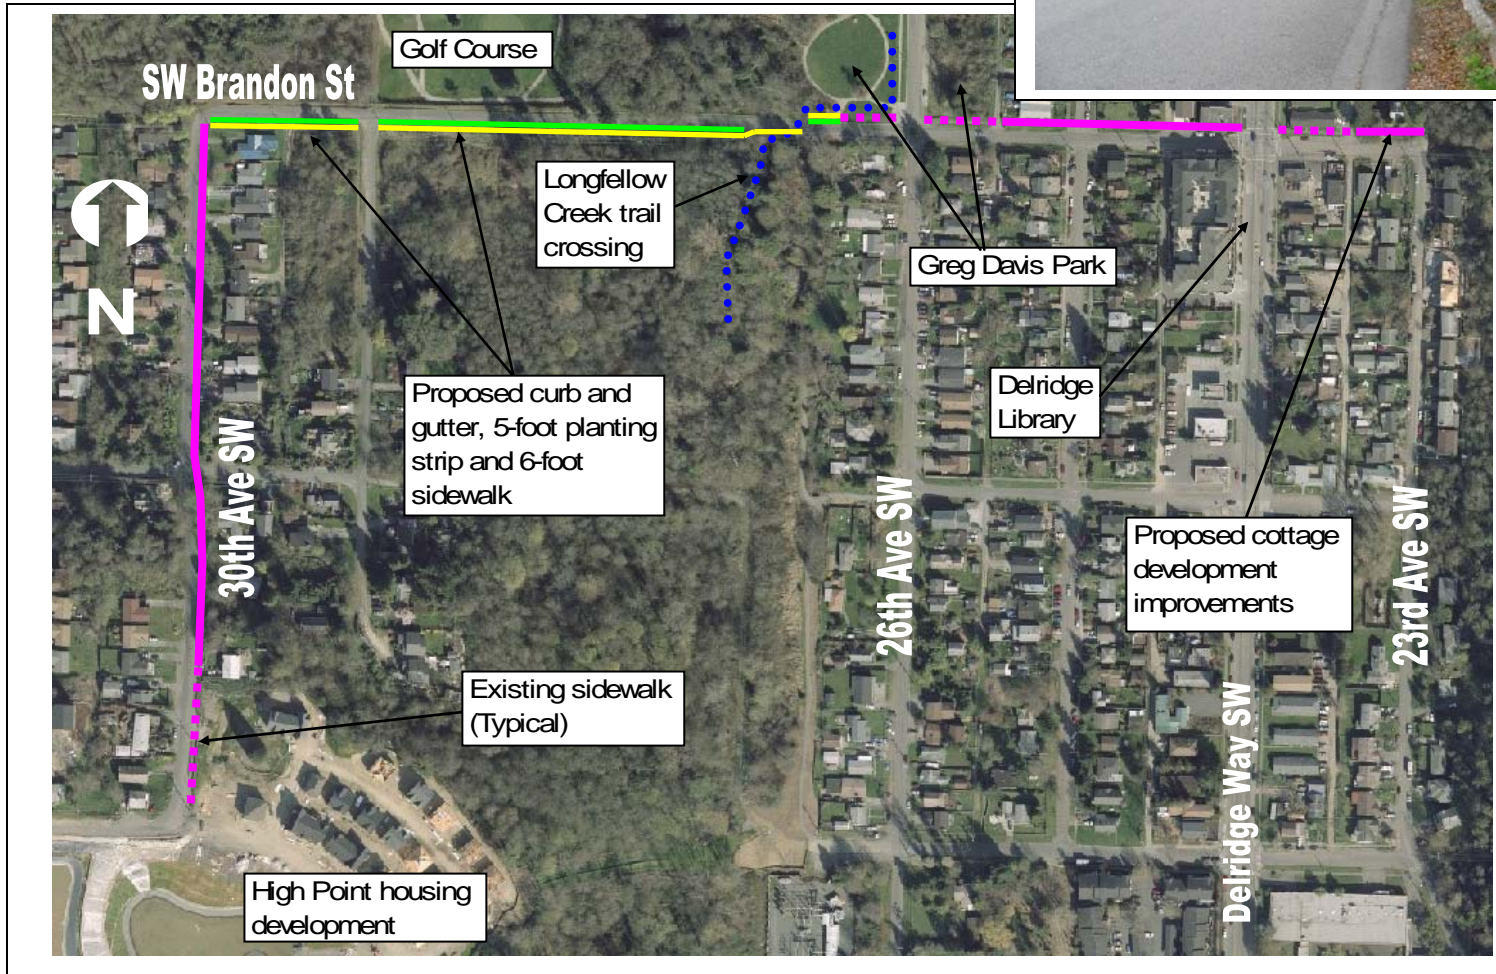 Golf Course
SW Brandon St
Longfellow
Creek trail
crossing
Greg Davis Park
N
Proposed curb and
gutter, 5-foot planting
strip and 6-foot
sidewalk
Delridge
Library
30th Ave SW
26th Ave SW
Proposed cottage
development
improvements
23rd Ave SW
Existing sidewalk
(Typical)
Delridge Way SW
High Point housing
development